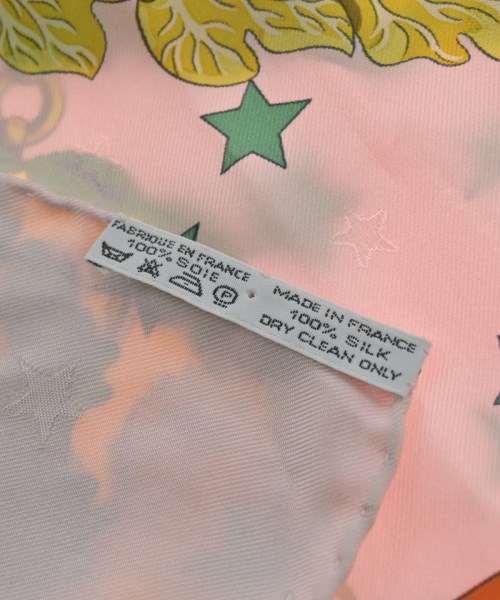 FABRIQUE EN FRANCE
100% SOIE
P
MADE IN FRANCE
100% SILK
DRY CLEAN ONLY